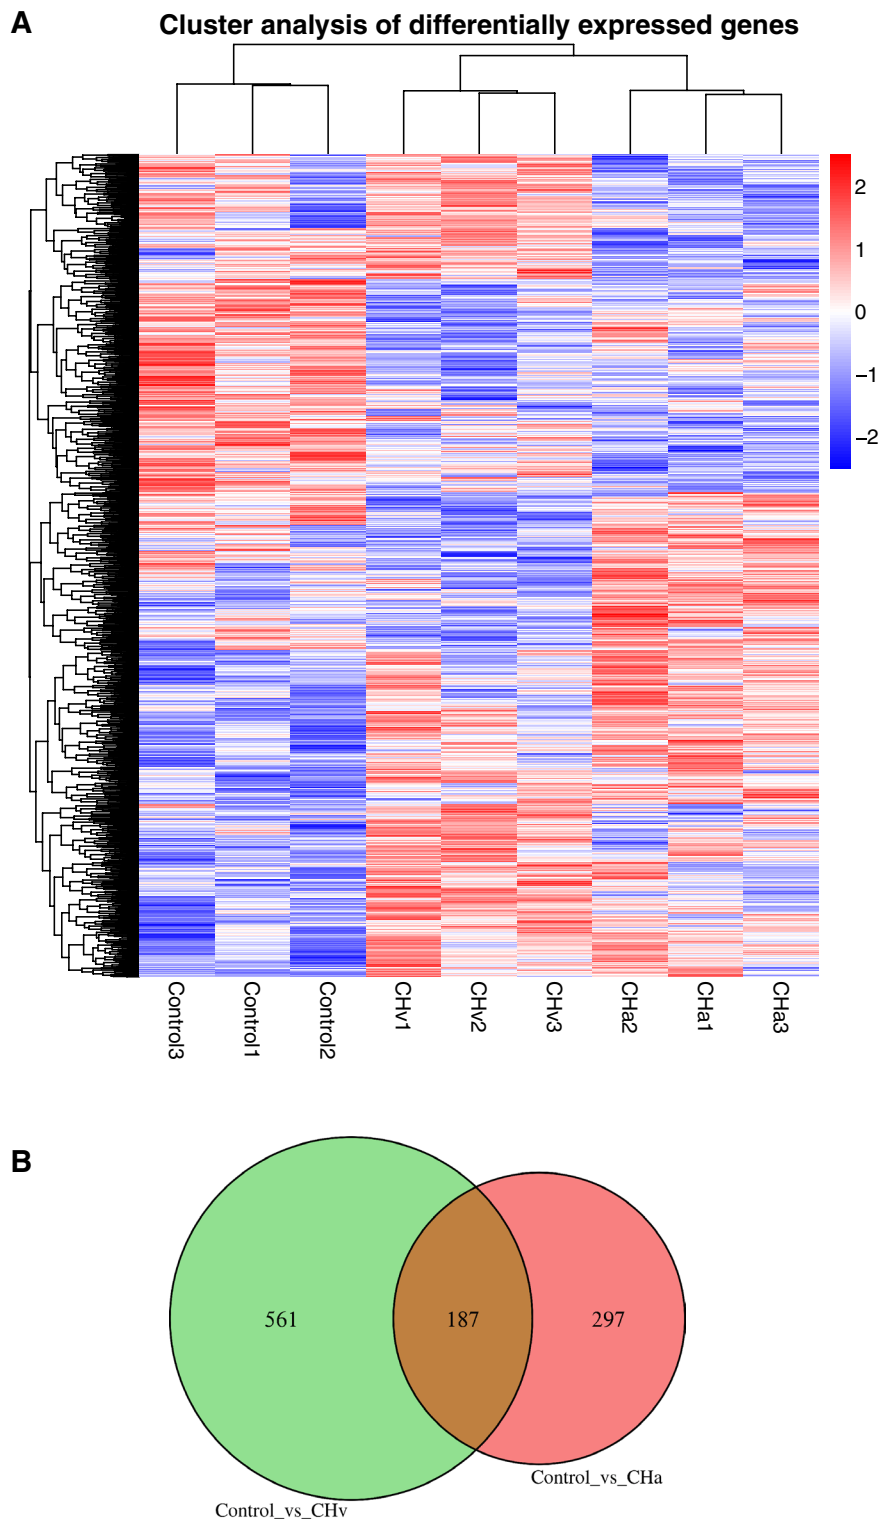 A
Cluster analysis of differentially expressed genes
2
1
0
−1
−2
Control3
Control1
Control2
CHv1
CHv2
CHv3
CHa2
CHa1
CHa3
B
561
187
297
Control_vs_CHa
Control_vs_CHv